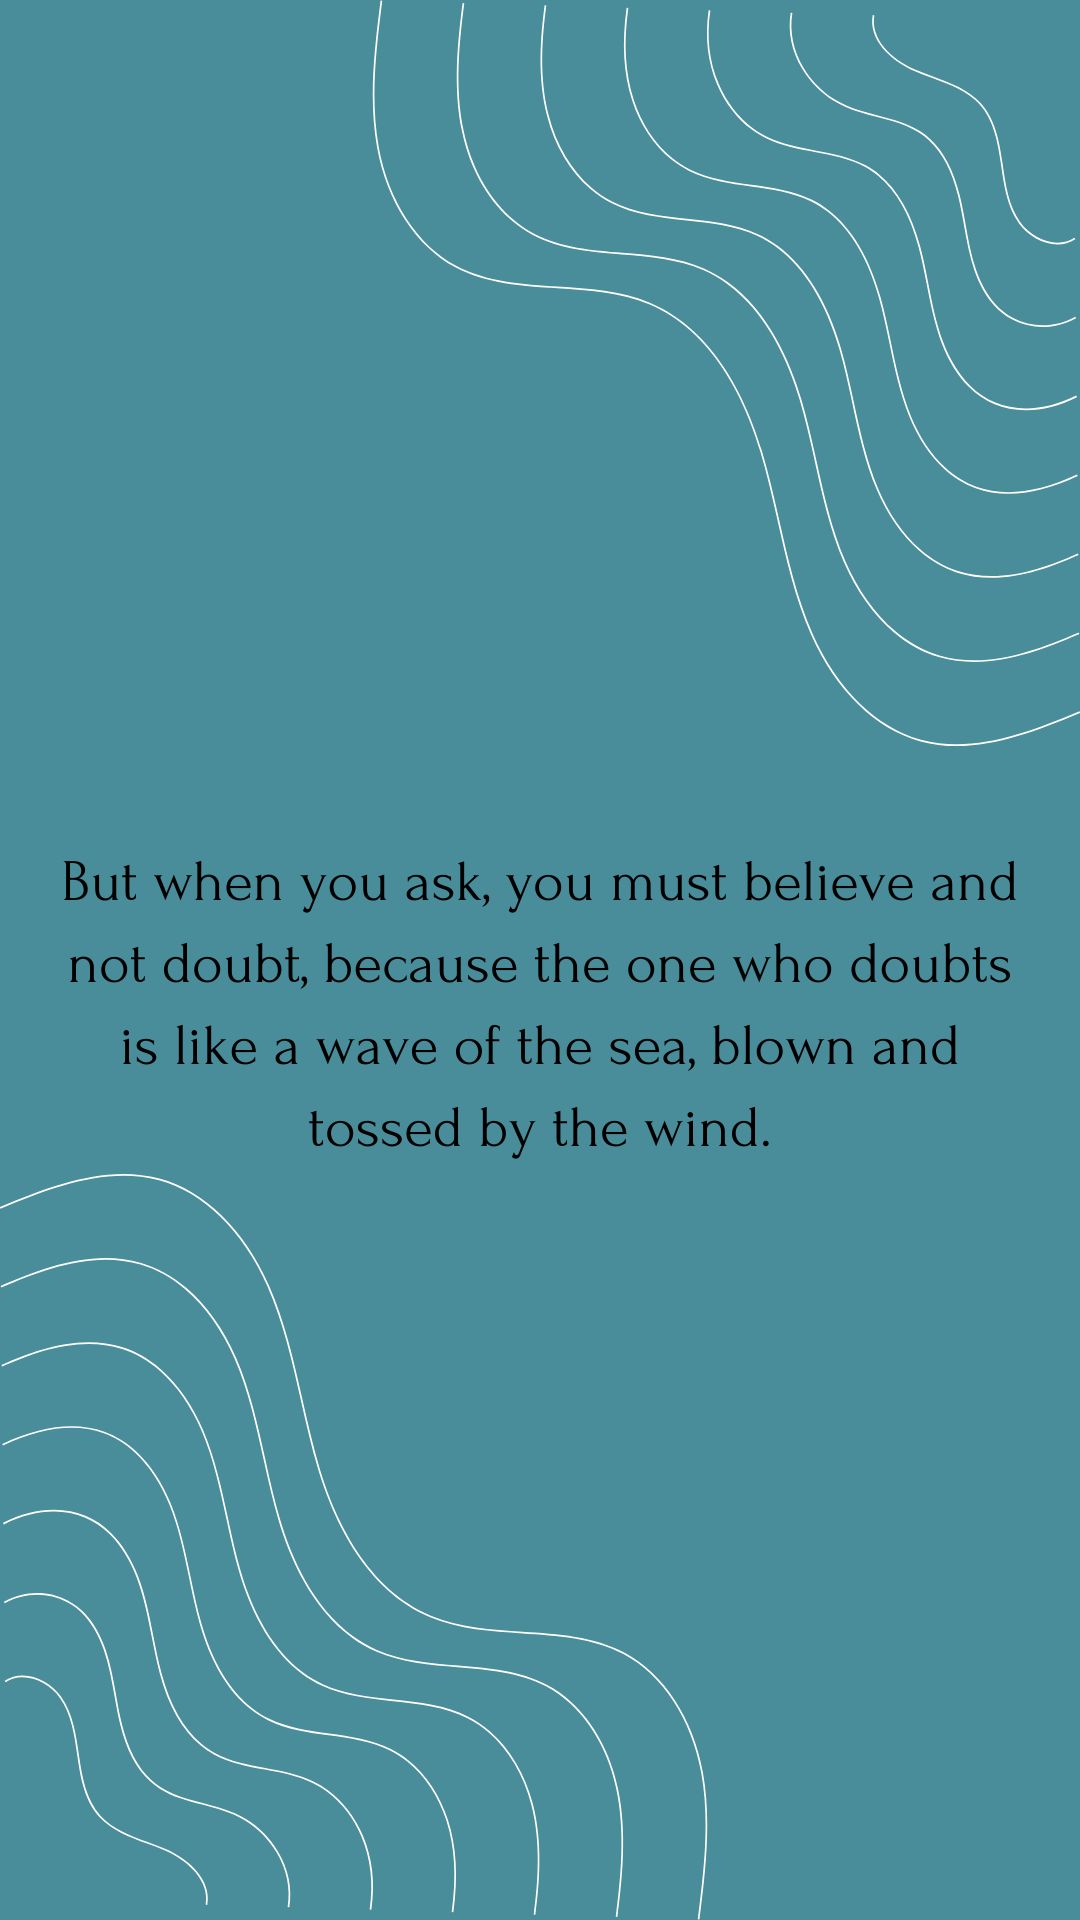 But when you ask, you must believe and
not doubt, because the one who doubts
is like a wave of the sea, blown and
tossed by the wind.